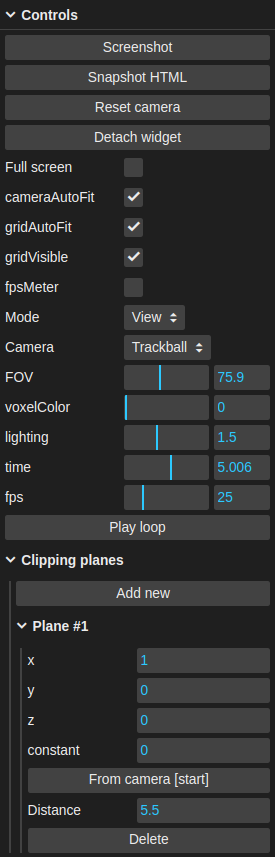 Controls
Screenshot
Snapshot HTML
Reset camera
Detach widget
Full screen
cameraAutoFit
gridAutoFit
gridVisible
fpsMeter
Mode View
Camera Trackball
FOV 75.9
voxelColor 0
lighting 1.5
time 5.006
fps 25
Play loop
Clipping planes
Add new
Plane #1
x 1
y 0
z 0
constant 0
From camera [start]
Distance 5.5
Delete